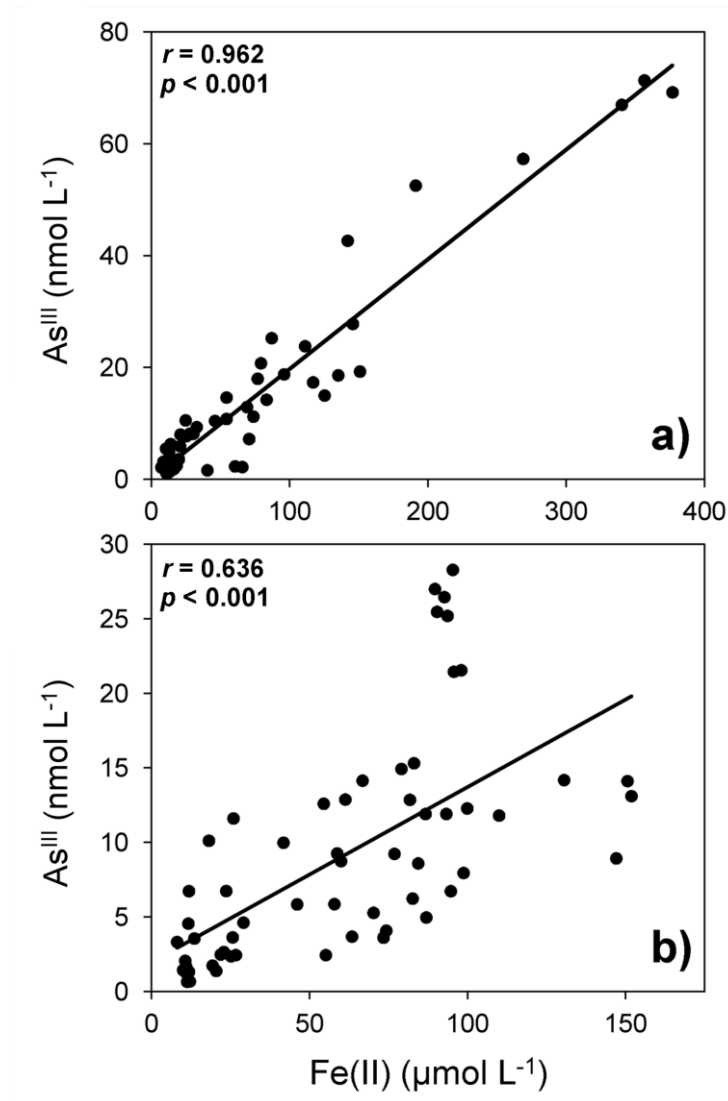 r = 0.962
p < 0.001
80
60
40
20
0
As^III (nmol L^-1)
a)
0 100 200 300 400
r = 0.636
p < 0.001
30
25
20
15
10
5
0
As^III (nmol L^-1)
b)
0 50 100 150
Fe(II) (µmol L^-1)